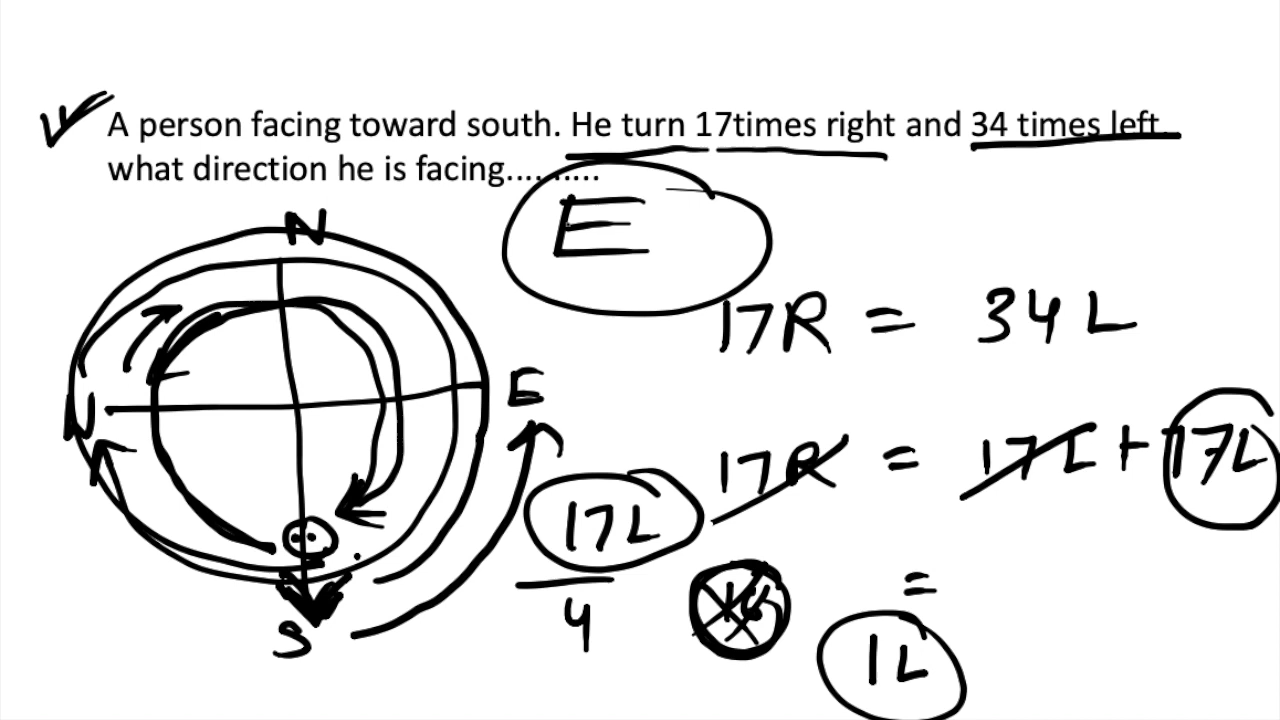 A person facing toward south. He turn 17times right and 34 times left
what direction he is facing..........
N
E
17R = 34L
E
17R = 17L + 17L
17L
4
=
S
1L